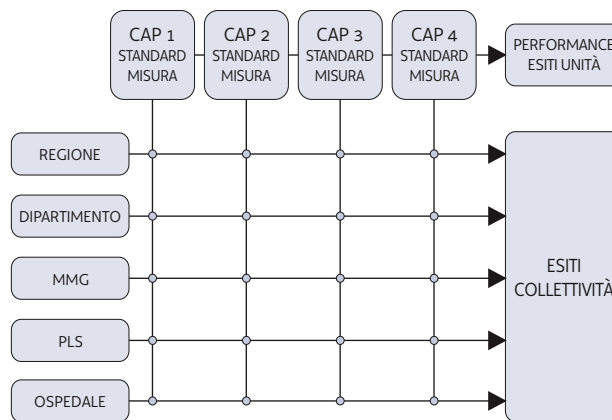 CAP 1
STANDARD
MISURA
CAP 2
STANDARD
MISURA
CAP 3
STANDARD
MISURA
CAP 4
STANDARD
MISURA
PERFORMANCE
ESITI UNITÀ
REGIONE
DIPARTIMENTO
MMG
PLS
OSPEDALE
ESITI
COLLETTIVITÀ